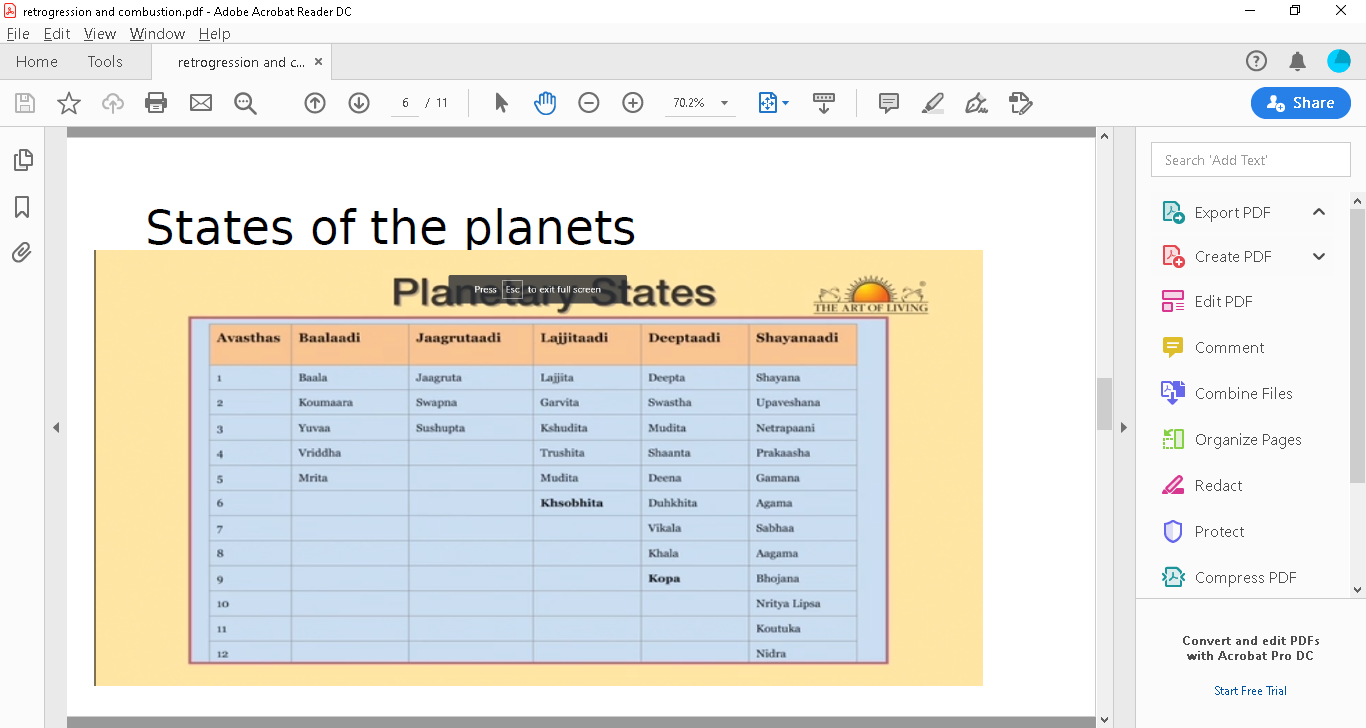 retrogression and combustion.pdf - Adobe Acrobat Reader DC
File Edit View Window Help
Home Tools retrogression and c... ×
6 / 11 70.2% Share
States of the planets
Planetary States
Press Esc to exit full screen
THE ART OF LIVING
Avasthas Baalaadi Jaagrutaadi Lajjitaadi Deeptaadi Shayanaadi
1 Baala Jaagruta Lajjita Deepta Shayana
2 Koumaara Swapna Garvita Swastha Upaveshana
3 Yuvaa Sushupta Kshudita Mudita Netrapaani
4 Vriddha Trushita Shaanta Prakaasha
5 Mrita Mudita Deena Gamana
6 Khsobhita Duhkhita Agama
7 Vikala Sabhaa
8 Khala Aagama
9 Kopa Bhojana
10 Nritya Lipsa
11 Koutuka
12 Nidra
Search 'Add Text'
Export PDF
Create PDF
Edit PDF
Comment
Combine Files
Organize Pages
Redact
Protect
Compress PDF
Convert and edit PDFs
with Acrobat Pro DC
Start Free Trial